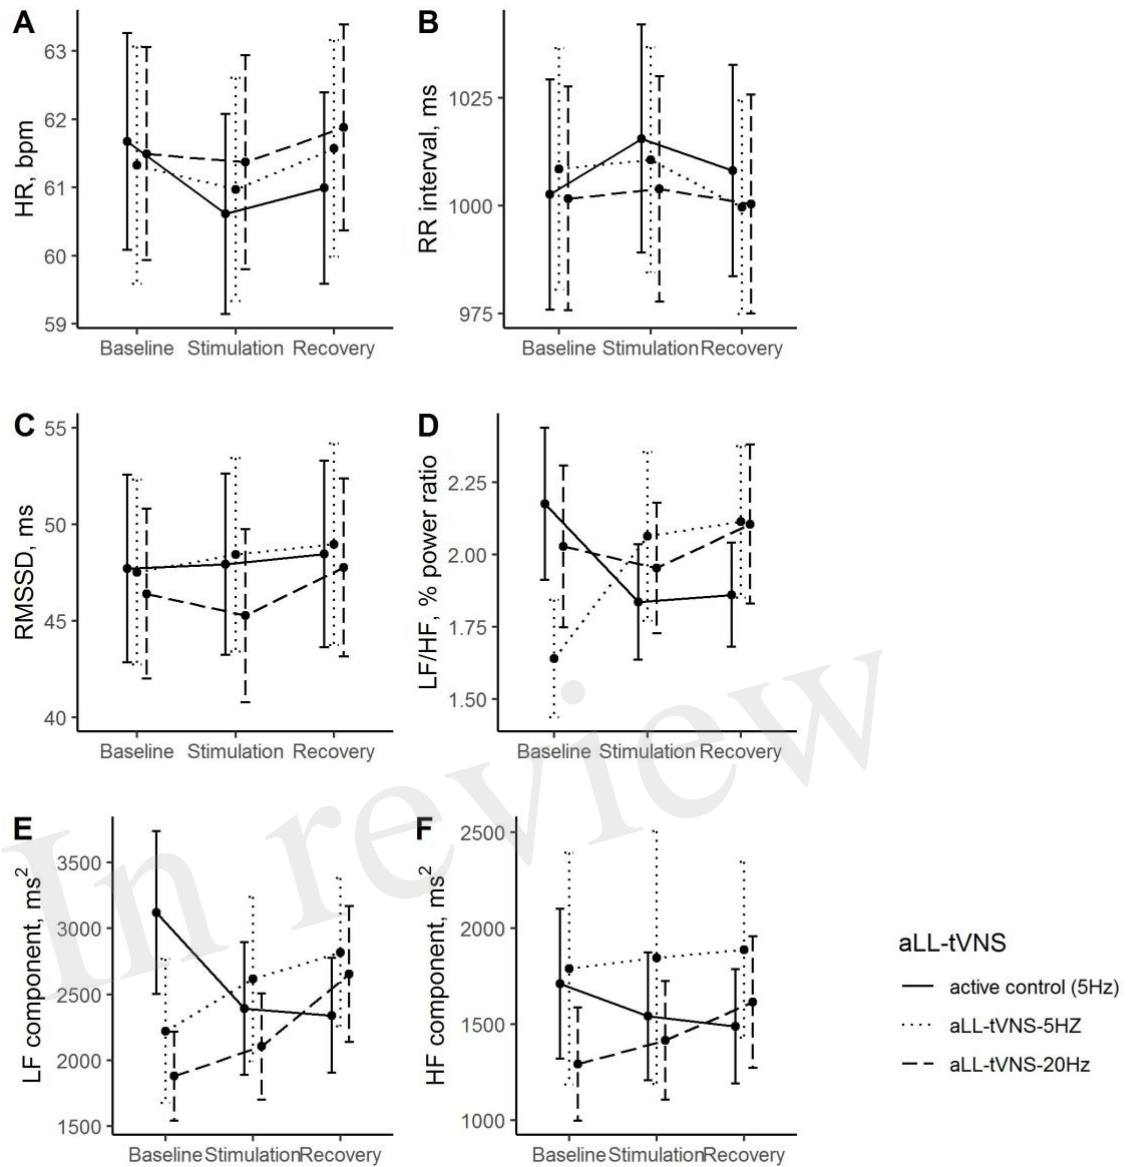 A
HR, bpm
63
62
61
60
59
Baseline Stimulation Recovery
B
RR interval, ms
1025
1000
975
Baseline Stimulation Recovery
C
RMSSD, ms
55
50
45
40
Baseline Stimulation Recovery
D
LF/HF, % power ratio
2.25
2.00
1.75
1.50
Baseline Stimulation Recovery
E
LF component, ms²
3500
3000
2500
2000
1500
Baseline Stimulation Recovery
F
HF component, ms²
2500
2000
1500
1000
Baseline Stimulation Recovery
aLL-tVNS
active control (5Hz)
aLL-tVNS-5HZ
aLL-tVNS-20Hz
In review